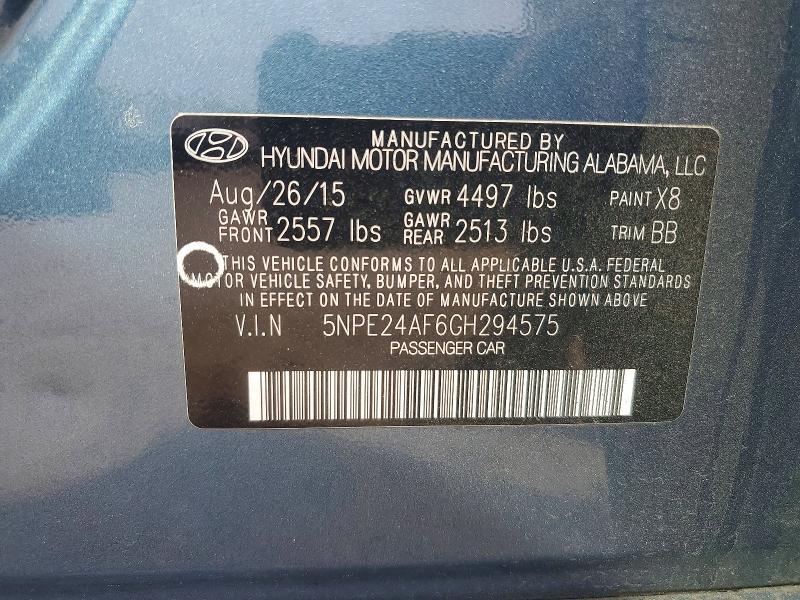 MANUFACTURED BY
HYUNDAI MOTOR MANUFACTURING ALABAMA, LLC
Aug/26/15 GVWR 4497 lbs PAINT X8
GAWR FRONT 2557 lbs GAWR REAR 2513 lbs TRIM BB
THIS VEHICLE CONFORMS TO ALL APPLICABLE U.S.A. FEDERAL
MOTOR VEHICLE SAFETY, BUMPER, AND THEFT PREVENTION STANDARDS
IN EFFECT ON THE DATE OF MANUFACTURE SHOWN ABOVE
V.I.N 5NPE24AF6GH294575
PASSENGER CAR